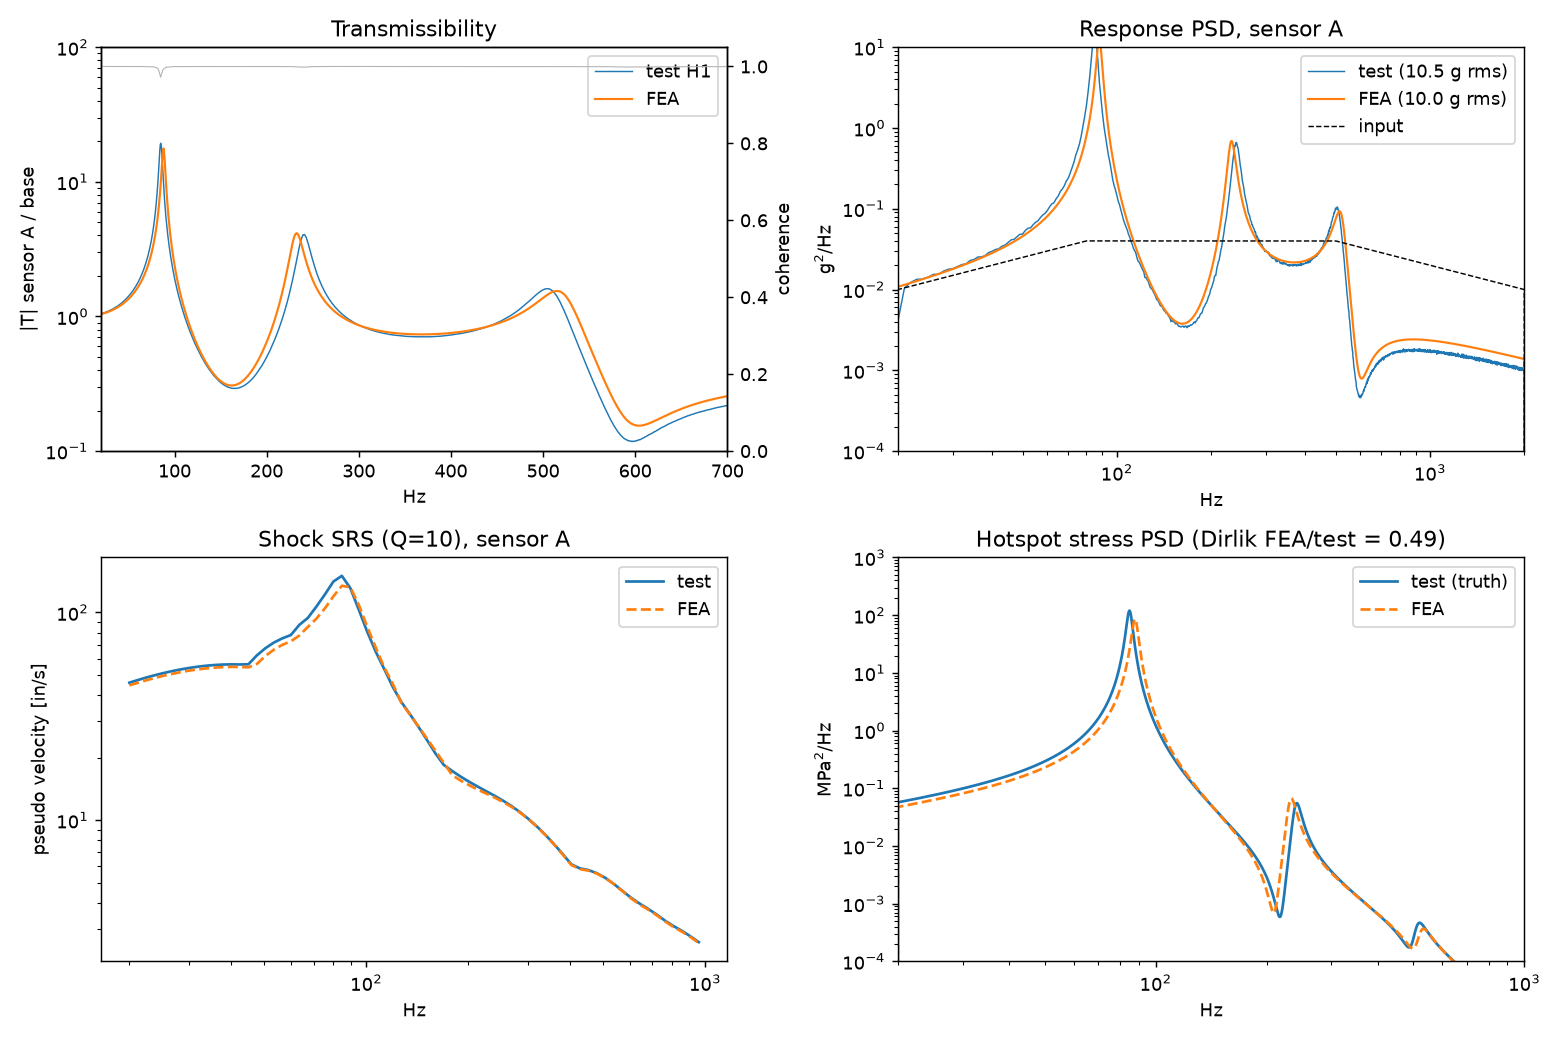 Transmissibility
10²
10¹
10⁰
10⁻¹
|T| sensor A / base
test H1
FEA
1.0
0.8
0.6
0.4
0.2
0.0
coherence
100 200 300 400 500 600 700
Hz
Response PSD, sensor A
10¹
10⁰
10⁻¹
10⁻²
10⁻³
10⁻⁴
g²/Hz
test (10.5 g rms)
FEA (10.0 g rms)
input
10² 10³
Hz
Shock SRS (Q=10), sensor A
10²
10¹
pseudo velocity [in/s]
test
FEA
10² 10³
Hz
Hotspot stress PSD (Dirlik FEA/test = 0.49)
10³
10²
10¹
10⁰
10⁻¹
10⁻²
10⁻³
10⁻⁴
MPa²/Hz
test (truth)
FEA
10² 10³
Hz